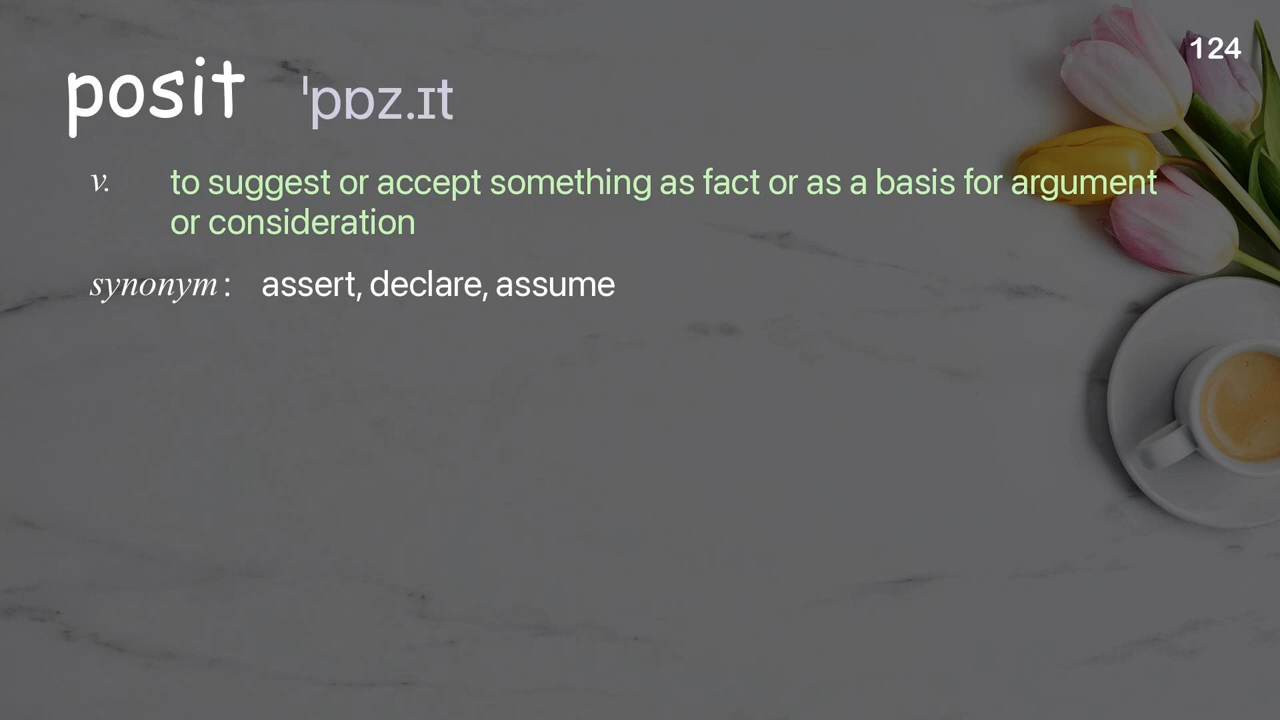 124
posit ˈpɒz.ɪt
v. to suggest or accept something as fact or as a basis for argument
or consideration
synonym : assert, declare, assume